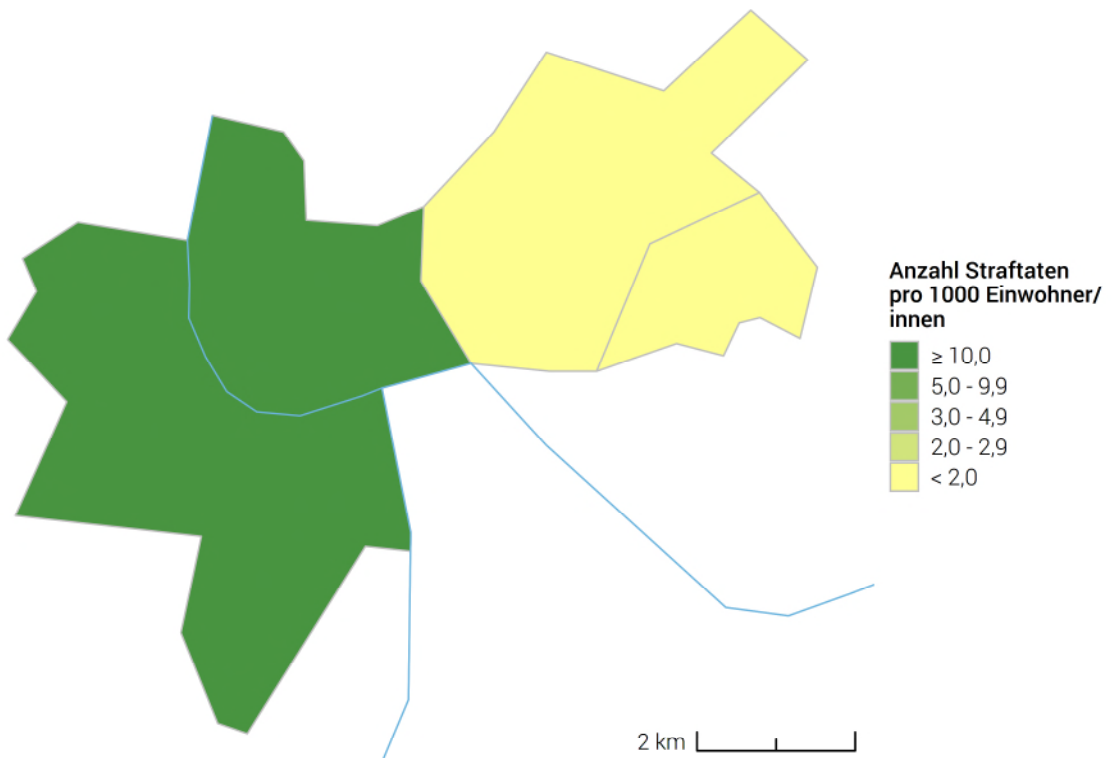 Anzahl Straftaten
pro 1000 Einwohner/
innen
≥ 10,0
5,0 - 9,9
3,0 - 4,9
2,0 - 2,9
< 2,0
2 km